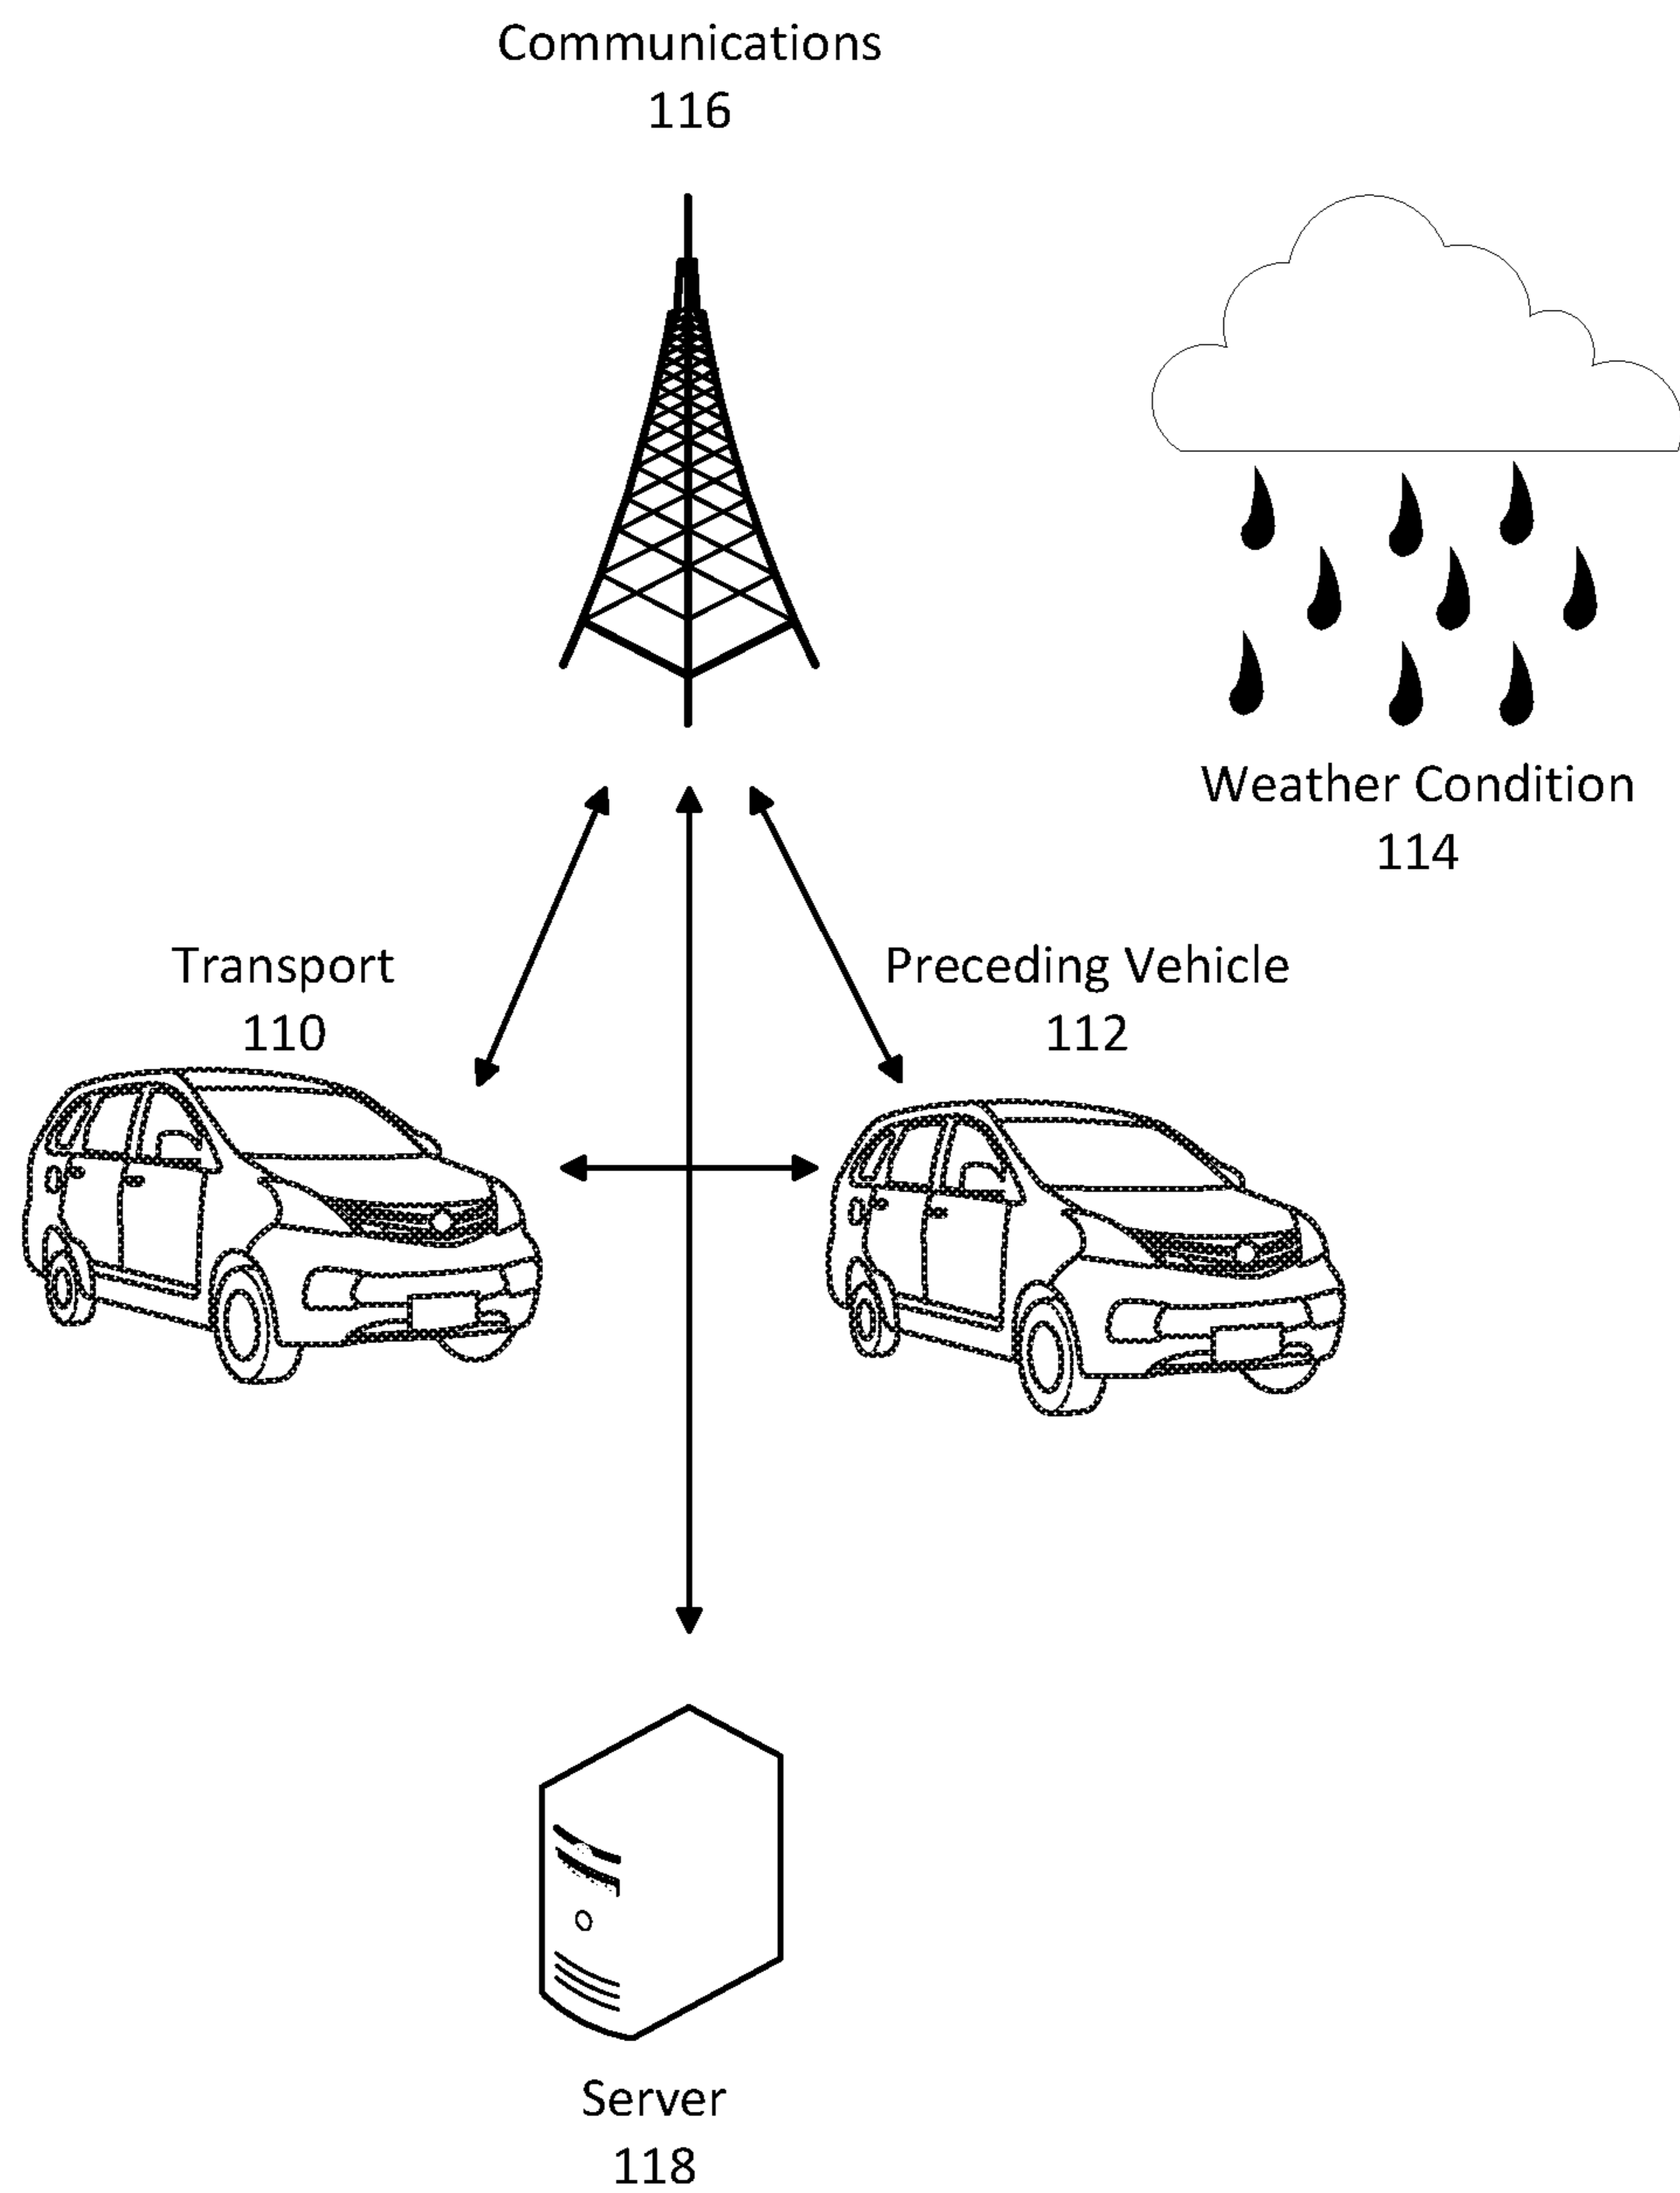 Communications
116
Weather Condition
114
Transport
110
Preceding Vehicle
112
Server
118